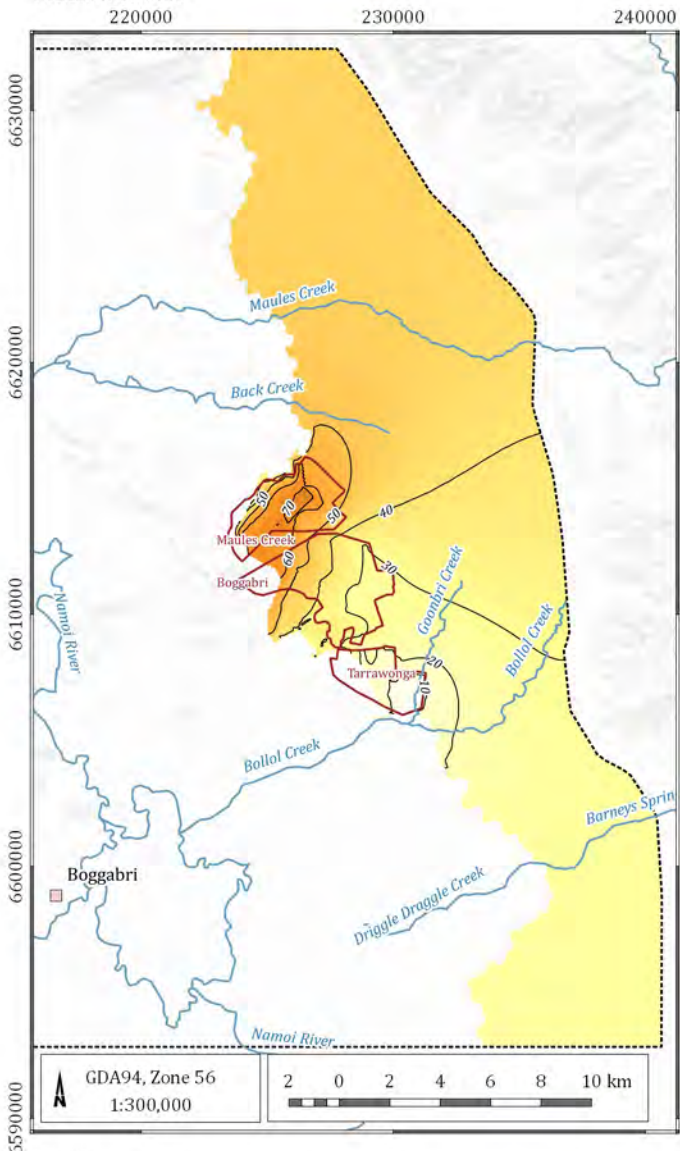 220000
230000
240000
6630000
Maules Creek
6620000
Back Creek
50
70
Maules Creek
50
40
60
Boggabri
30
6610000
Goonbri Creek
Bollol Creek
Namoi River
20
Tarrawonga
10
Bollol Creek
Barneys Sprin
6600000
Boggabri
Driggle Draggle Creek
Namoi River
GDA94, Zone 56
1:300,000
2 0 2 4 6 8 10 km
6590000